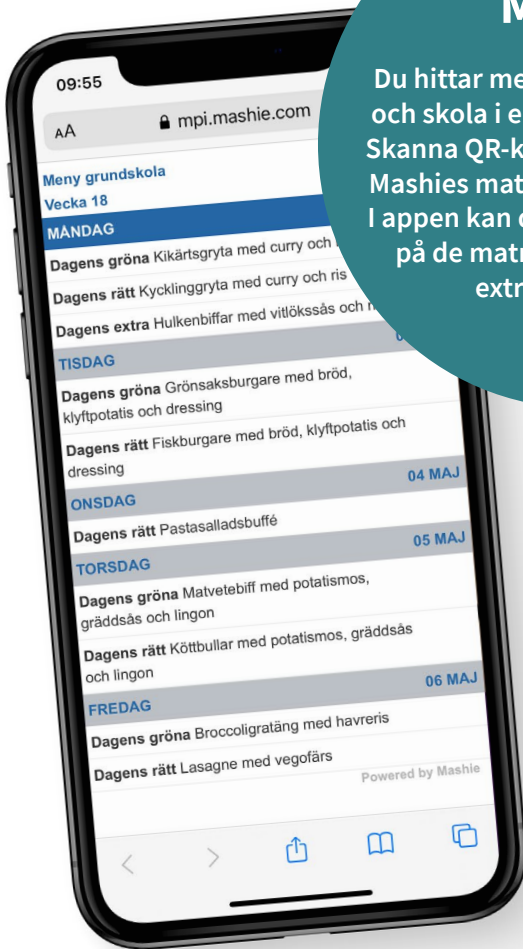 09:55
AA mpi.mashie.com
Meny grundskola
Vecka 18
MÅNDAG
Dagens gröna Kikärtsgryta med curry och
Dagens rätt Kycklinggryta med curry och ris
Dagens extra Hulkenbiffar med vitlökssås och
TISDAG
Dagens gröna Grönsaksburgare med bröd,
klyftpotatis och dressing
Dagens rätt Fiskburgare med bröd, klyftpotatis och
dressing
ONSDAG 04 MAJ
Dagens rätt Pastasalladsbuffé
TORSDAG 05 MAJ
Dagens gröna Matvetebiff med potatismos,
gräddsås och lingon
Dagens rätt Köttbullar med potatismos, gräddsås
och lingon
FREDAG 06 MAJ
Dagens gröna Broccoligratäng med havreris
Dagens rätt Lasagne med vegofärs
Powered by Mashie
M
Du hittar me
och skola i e
Skanna QR-k
Mashies mat
I appen kan
på de matr
extr